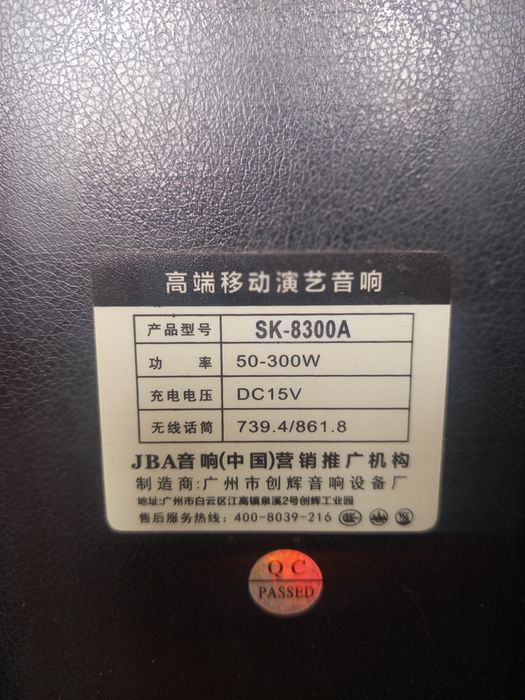 高端移动演艺音响
产品型号 SK-8300A
功 率 50-300W
充电电压 DC15V
无线话筒 739.4/861.8
JBA音响(中国)营销推广机构
制造商:广州市创辉音响设备厂
地址:广州市白云区江高镇泉溪2号创辉工业园
售后服务热线: 400-8039-216
QC
PASSED